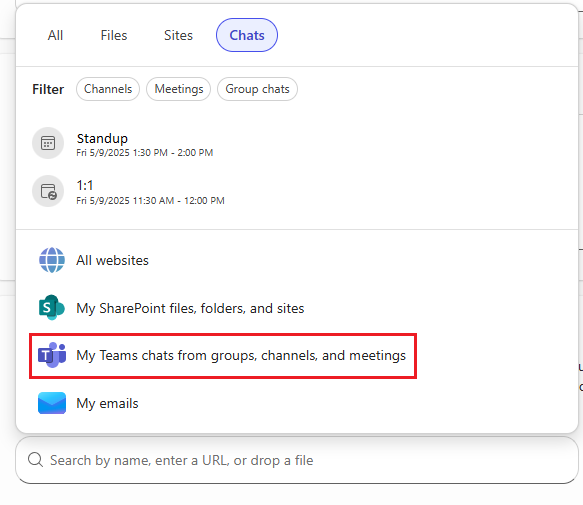 All Files Sites Chats
Filter Channels Meetings Group chats
Standup
Fri 5/9/2025 1:30 PM - 2:00 PM
1:1
Fri 5/9/2025 11:30 AM - 12:00 PM
All websites
S
My SharePoint files, folders, and sites
T
My Teams chats from groups, channels, and meetings
My emails
Search by name, enter a URL, or drop a file